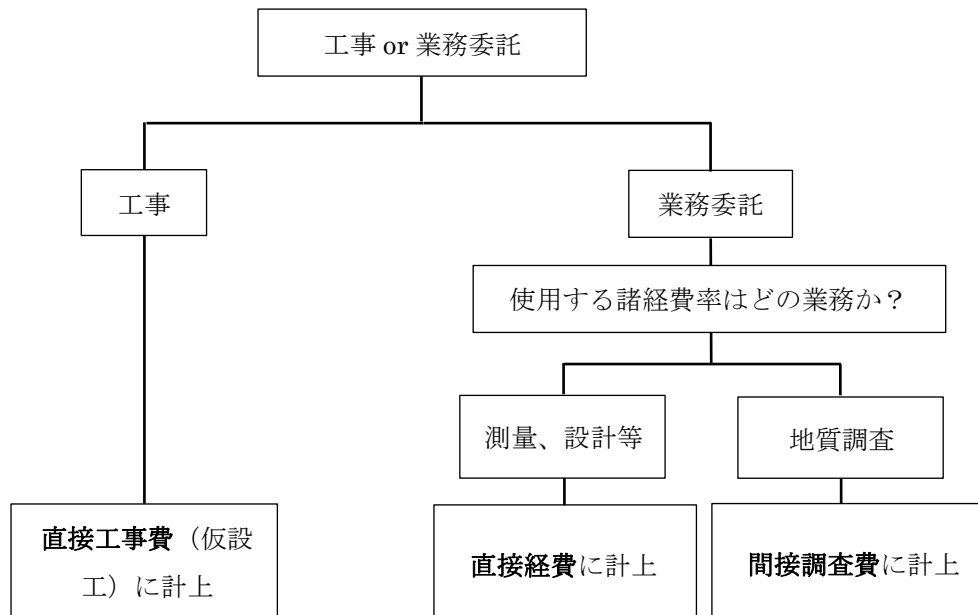 工事 or 業務委託
工事
業務委託
使用する諸経費率はどの業務か？
測量、設計等
地質調査
直接工事費（仮設
工）に計上
直接経費に計上
間接調査費に計上